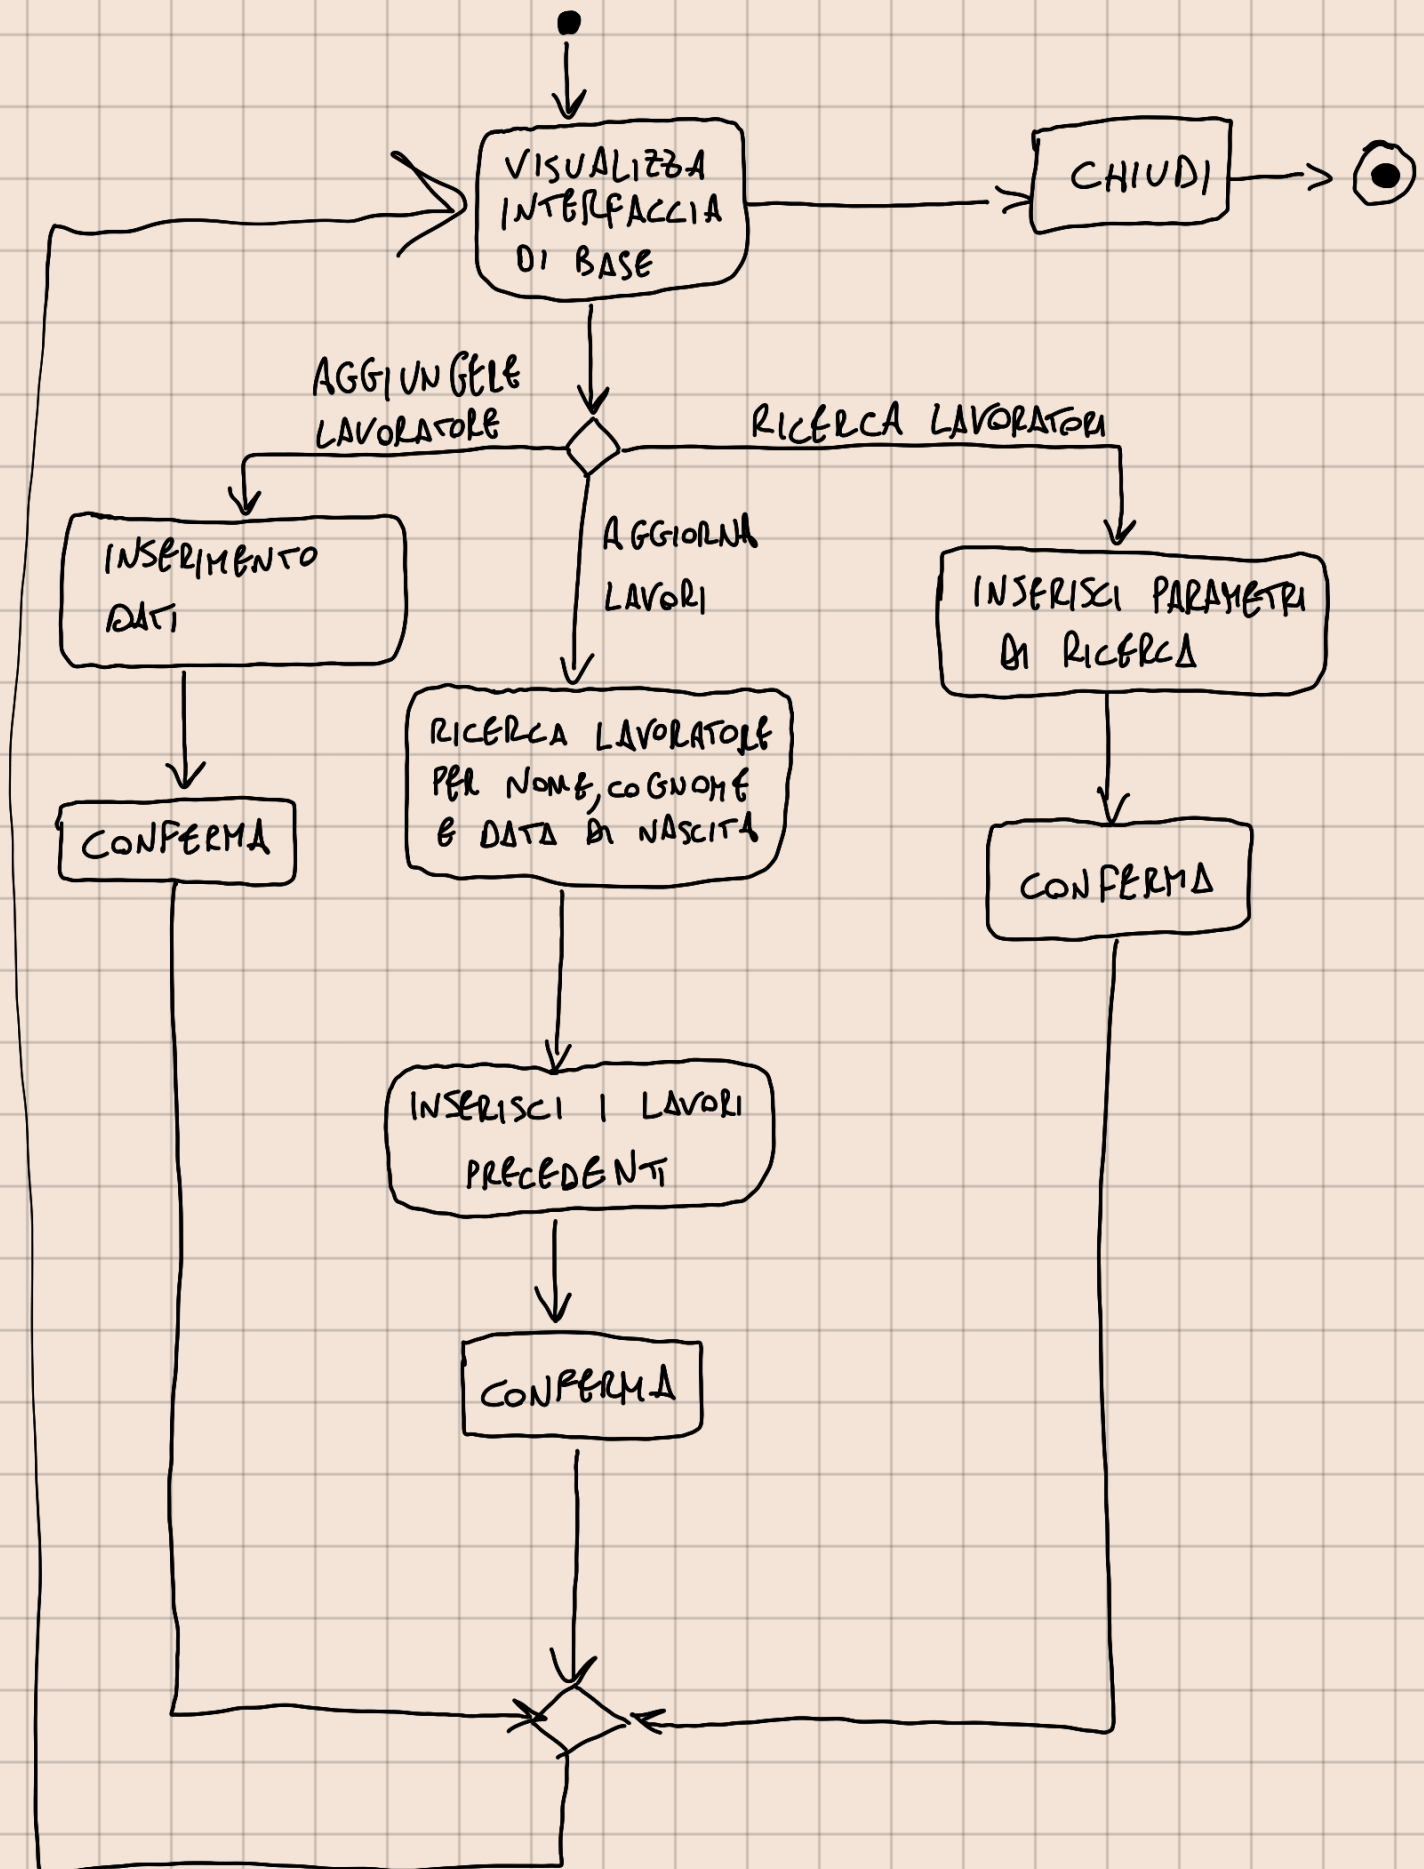 VISUALIZZA
INTERFACCIA
DI BASE
CHIUDI
AGGIUNGERE
LAVORATORE
RICERCA LAVORATORI
AGGIORNA
LAVORI
INSERIMENTO
DATI
INSERISCI PARAMETRI
DI RICERCA
RICERCA LAVORATORE
PER NOME, COGNOME
E DATA DI NASCITA
CONFERMA
CONFERMA
INSERISCI I LAVORI
PRECEDENTI
CONFERMA